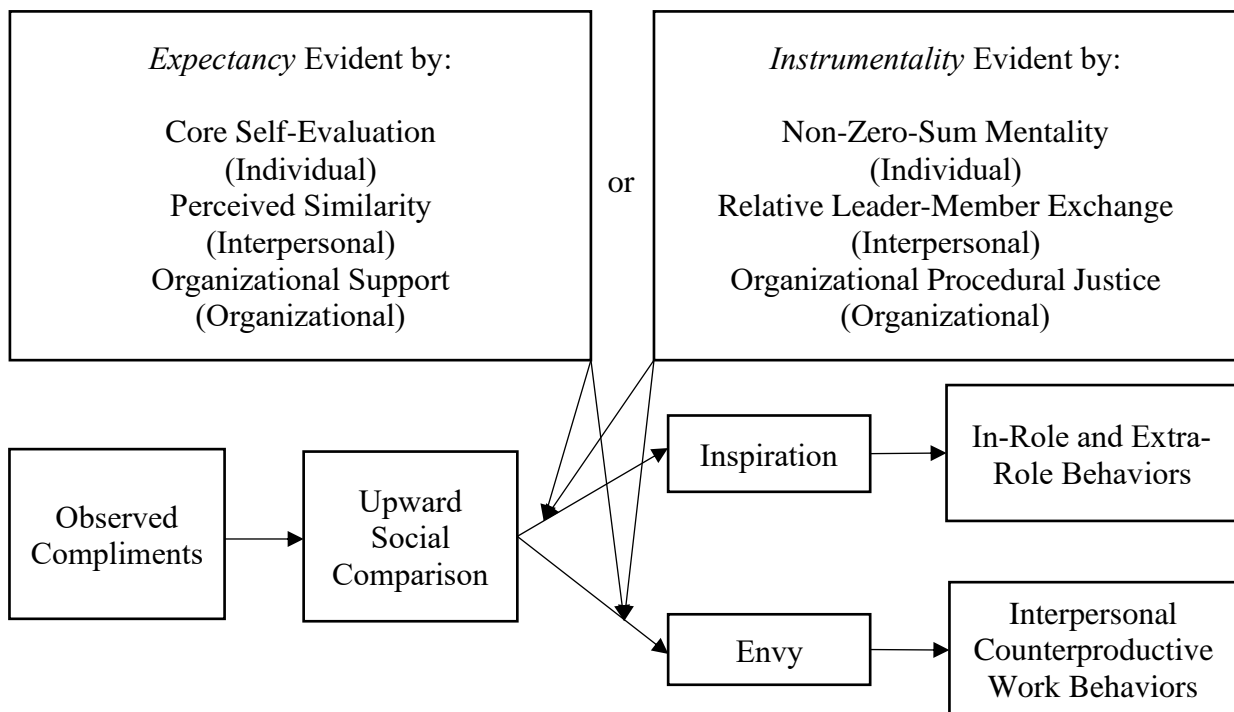 Expectancy Evident by:
Core Self-Evaluation
(Individual)
Perceived Similarity
(Interpersonal)
Organizational Support
(Organizational)
or
Instrumentality Evident by:
Non-Zero-Sum Mentality
(Individual)
Relative Leader-Member Exchange
(Interpersonal)
Organizational Procedural Justice
(Organizational)
Observed
Compliments
Upward
Social
Comparison
Inspiration
In-Role and Extra-
Role Behaviors
Envy
Interpersonal
Counterproductive
Work Behaviors